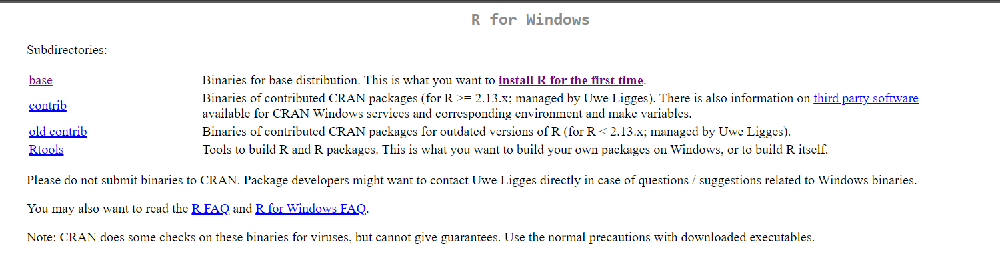 R for Windows
Subdirectories:
base Binaries for base distribution. This is what you want to install R for the first time.
contrib Binaries of contributed CRAN packages (for R >= 2.13.x; managed by Uwe Ligges). There is also information on third party software
available for CRAN Windows services and corresponding environment and make variables.
old contrib Binaries of contributed CRAN packages for outdated versions of R (for R < 2.13.x; managed by Uwe Ligges).
Rtools Tools to build R and R packages. This is what you want to build your own packages on Windows, or to build R itself.
Please do not submit binaries to CRAN. Package developers might want to contact Uwe Ligges directly in case of questions / suggestions related to Windows binaries.
You may also want to read the R FAQ and R for Windows FAQ.
Note: CRAN does some checks on these binaries for viruses, but cannot give guarantees. Use the normal precautions with downloaded executables.